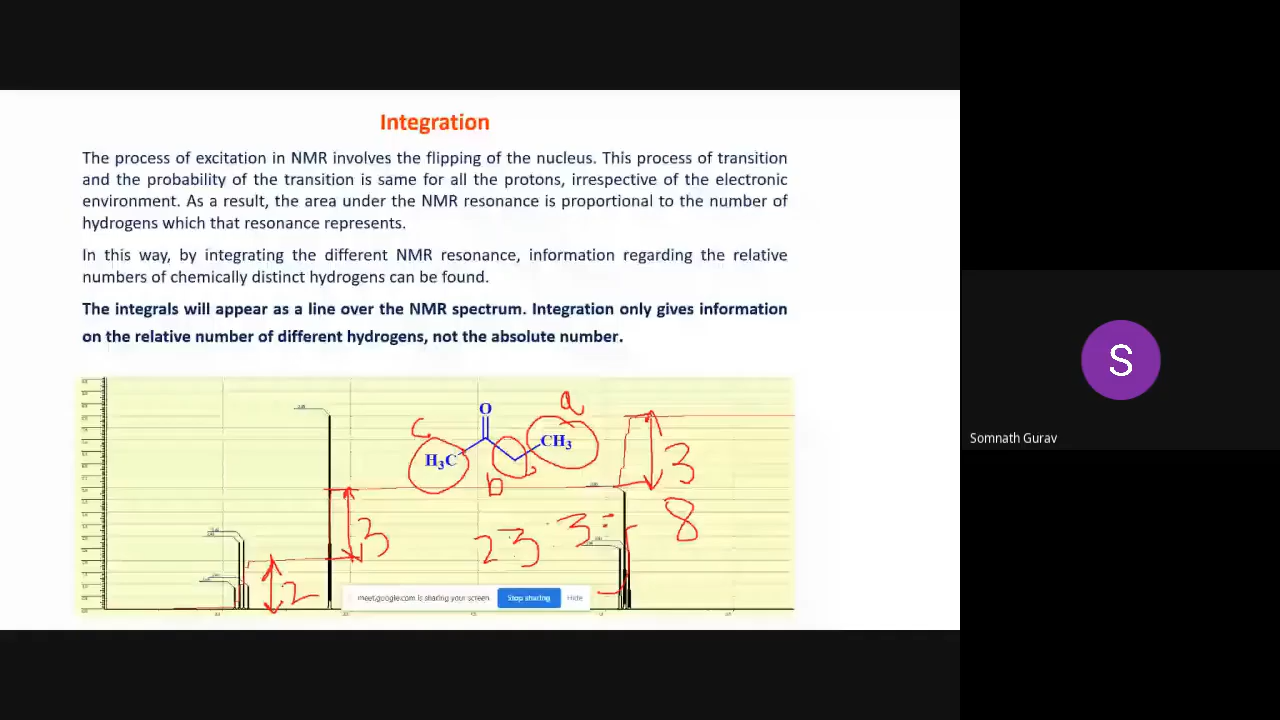 Integration
The process of excitation in NMR involves the flipping of the nucleus. This process of transition
and the probability of the transition is same for all the protons, irrespective of the electronic
environment. As a result, the area under the NMR resonance is proportional to the number of
hydrogens which that resonance represents.
In this way, by integrating the different NMR resonance, information regarding the relative
numbers of chemically distinct hydrogens can be found.
The integrals will appear as a line over the NMR spectrum. Integration only gives information
on the relative number of different hydrogens, not the absolute number.
a
O
c
CH3
H3C
b
3
8
3
2 3 3 =
2
meet.google.com is sharing your screen. Stop sharing Hide
S
Somnath Gurav